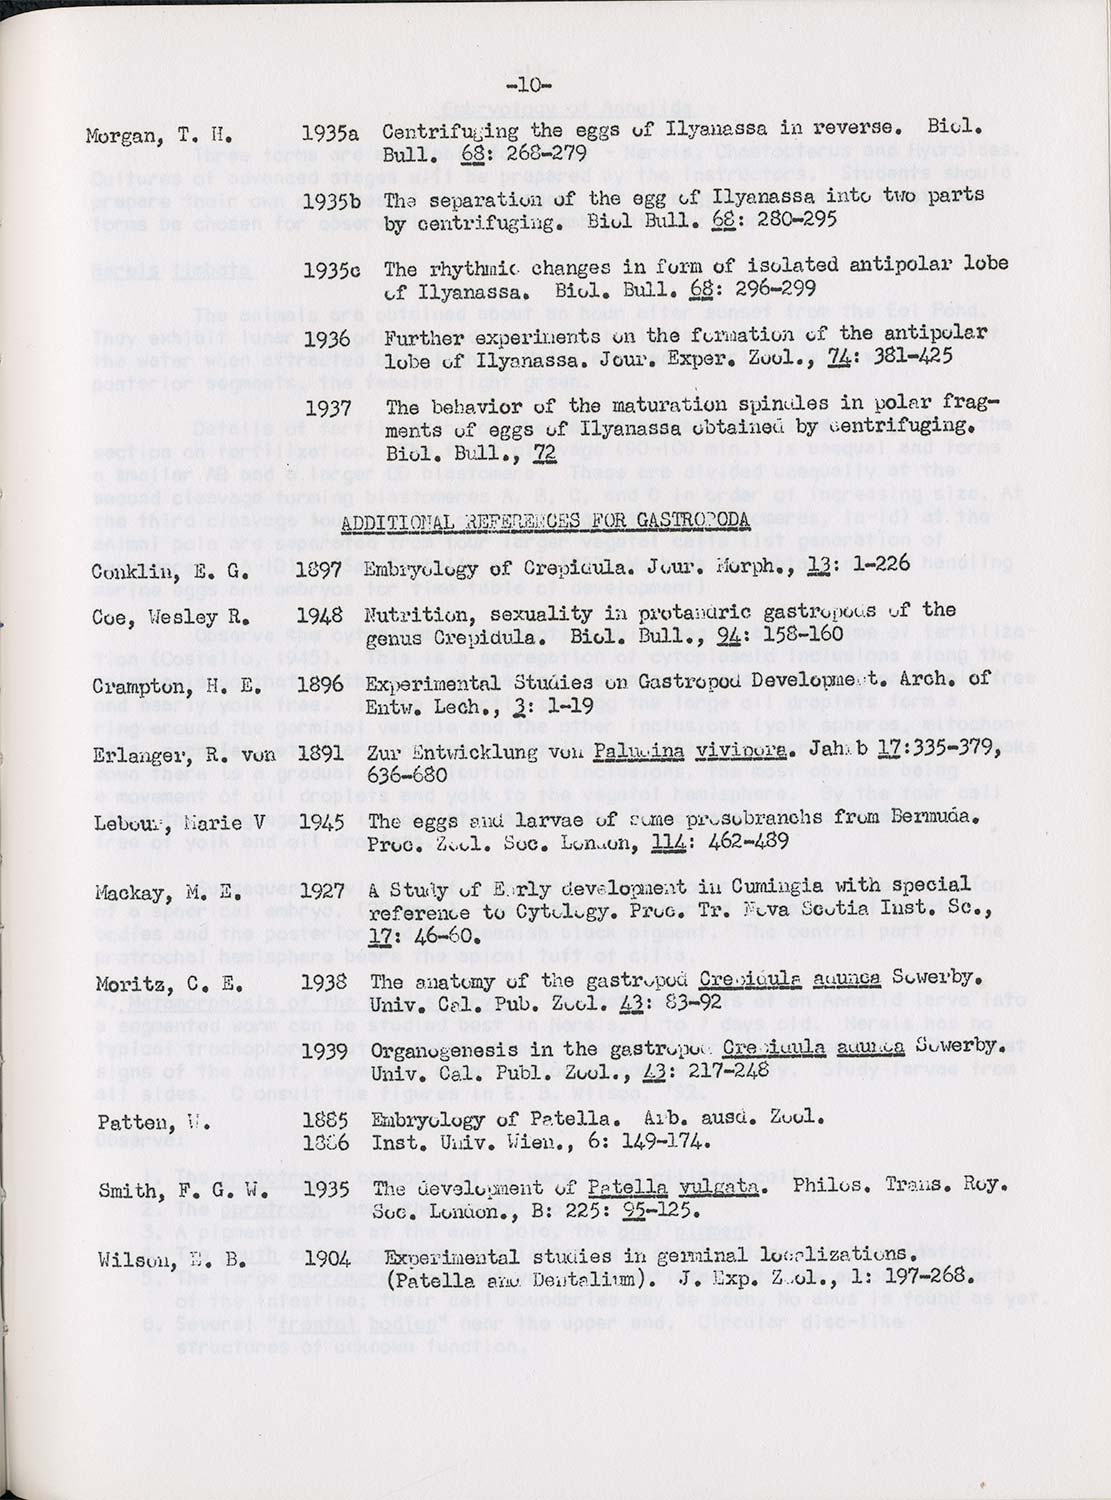 -10-
Morgan, T. H. 1935a Centrifuging the eggs of Ilyanassa in reverse. Biol.
Bull. 68: 268-279
1935b The separation of the egg of Ilyanassa into two parts
by centrifuging. Biol Bull. 68: 280-295
1935c The rhythmic changes in form of isolated antipolar lobe
of Ilyanassa. Biol. Bull. 68: 296-299
1936 Further experiments on the formation of the antipolar
lobe of Ilyanassa. Jour. Exper. Zool., 74: 381-425
1937 The behavior of the maturation spindles in polar frag-
ments of eggs of Ilyanassa obtained by centrifuging.
Biol. Bull., 72
ADDITIONAL REFERENCES FOR GASTROPODA
Conklin, E. G. 1897 Embryology of Crepidula. Jour. Morph., 13: 1-226
Coe, Wesley R. 1948 Nutrition, sexuality in protandric gastropods of the
genus Crepidula. Biol. Bull., 94: 158-160
Crampton, H. E. 1896 Experimental Studies on Gastropod Development. Arch. of
Entw. Lech., 3: 1-19
Erlanger, R. von 1891 Zur Entwicklung von Paludina vivipora. Jahrb 17:335-379,
636-680
Lebour, Marie V 1945 The eggs and larvae of some prosobranchs from Bermuda.
Proc. Zool. Soc. London, 114: 462-489
Mackay, M. E. 1927 A Study of Early development in Cumingia with special
reference to Cytology. Proc. Tr. Nova Scotia Inst. Sc.,
17: 46-60.
Moritz, C. E. 1938 The anatomy of the gastropod Crepidula adunca Sowerby.
Univ. Cal. Pub. Zool. 43: 83-92
1939 Organogenesis in the gastropod Crepidula adunca Sowerby.
Univ. Cal. Publ. Zool., 43: 217-248
Patten, W. 1885 Embryology of Patella. Arb. ausd. Zool.
1886 Inst. Univ. Wien., 6: 149-174.
Smith, F. G. W. 1935 The development of Patella vulgata. Philos. Trans. Roy.
Soc. London., B: 225: 95-125.
Wilson, E. B. 1904 Experimental studies in germinal localizations.
(Patella and Dentalium). J. Exp. Zool., 1: 197-268.